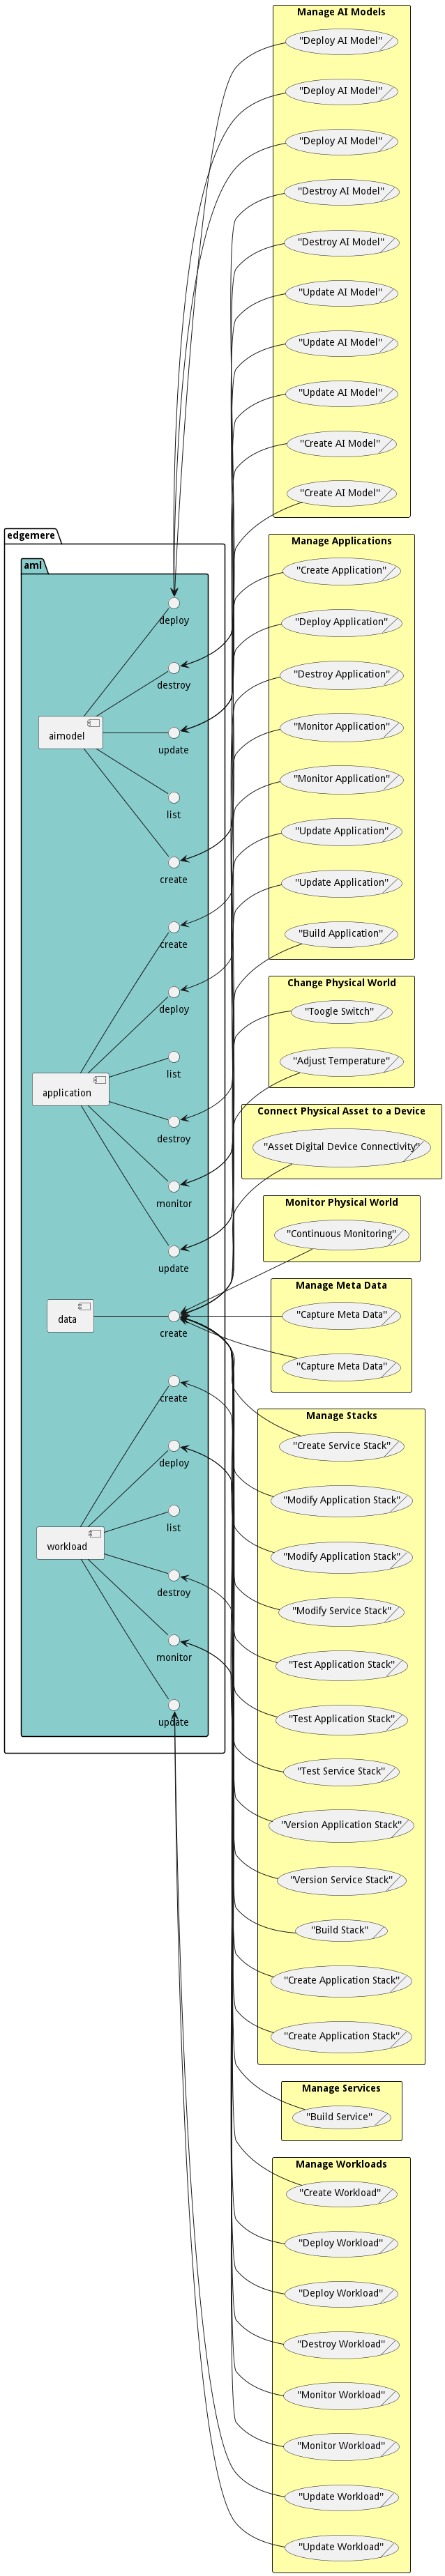 Manage AI Models
"Deploy AI Model"
"Deploy AI Model"
"Deploy AI Model"
"Destroy AI Model"
"Destroy AI Model"
"Update AI Model"
"Update AI Model"
"Update AI Model"
"Create AI Model"
"Create AI Model"
edgemere
aml
deploy
destroy
aimodel
update
list
create
create
deploy
list
application
destroy
monitor
update
data
create
create
deploy
list
workload
destroy
monitor
update
Manage Applications
"Create Application"
"Deploy Application"
"Destroy Application"
"Monitor Application"
"Monitor Application"
"Update Application"
"Update Application"
"Build Application"
Change Physical World
"Toogle Switch"
"Adjust Temperature"
Connect Physical Asset to a Device
"Asset Digital Device Connectivity"
Monitor Physical World
"Continuous Monitoring"
Manage Meta Data
"Capture Meta Data"
"Capture Meta Data"
Manage Stacks
"Create Service Stack"
"Modify Application Stack"
"Modify Application Stack"
"Modify Service Stack"
"Test Application Stack"
"Test Application Stack"
"Test Service Stack"
"Version Application Stack"
"Version Service Stack"
"Build Stack"
"Create Application Stack"
"Create Application Stack"
Manage Services
"Build Service"
Manage Workloads
"Create Workload"
"Deploy Workload"
"Deploy Workload"
"Destroy Workload"
"Monitor Workload"
"Monitor Workload"
"Update Workload"
"Update Workload"